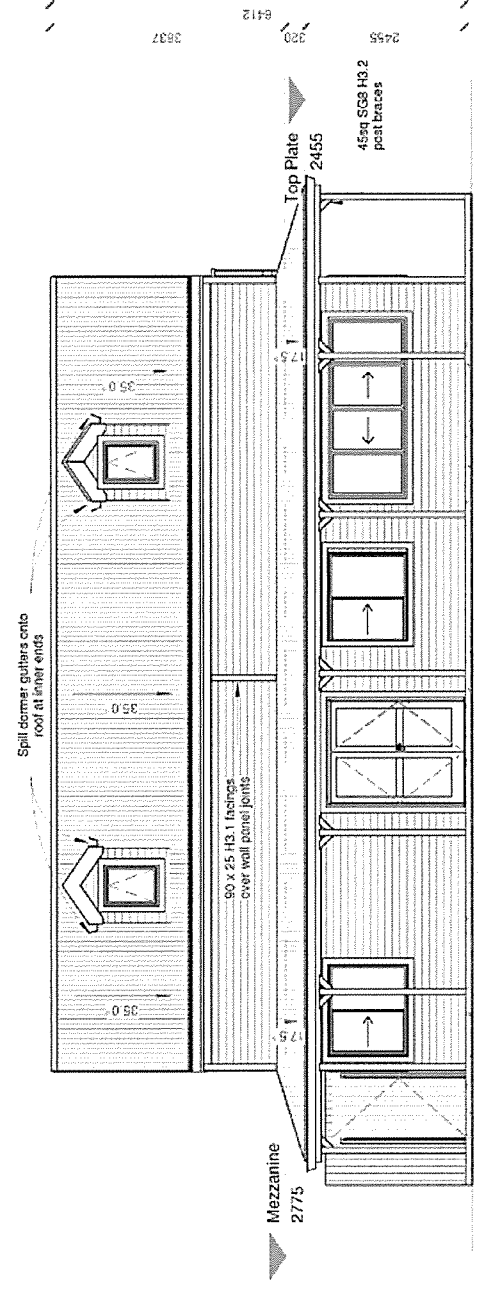 6412
3637
320
2455
Top Plate
2455
45sq SG8 H3.2
post braces
Spill dormer gutters onto
roof at inner ends
35.0°
35.0°
35.0°
90 x 25 H3.1 facings
over wall panel joints
17.5°
17.5°
Mezzanine
2775